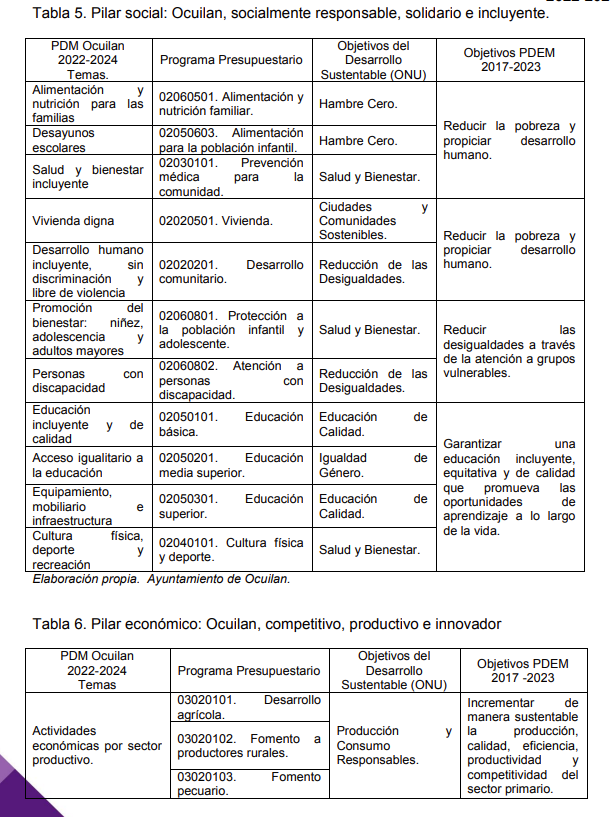 Tabla 5. Pilar social: Ocuilan, socialmente responsable, solidario e incluyente.
PDM Ocuilan
2022-2024
Temas.
Programa Presupuestario
Objetivos del
Desarrollo
Sustentable (ONU)
Objetivos PDEM
2017-2023
Alimentación y
nutrición para las
familias
02060501. Alimentación y
nutrición familiar.
Hambre Cero.
Reducir la pobreza y
propiciar desarrollo
humano.
Desayunos
escolares
02050603. Alimentación
para la población infantil.
Hambre Cero.
Salud y bienestar
incluyente
02030101. Prevención
médica para la
comunidad.
Salud y Bienestar.
Vivienda digna
02020501. Vivienda.
Ciudades y
Comunidades
Sostenibles.
Reducir la pobreza y
propiciar desarrollo
humano.
Desarrollo humano
incluyente, sin
discriminación y
libre de violencia
02020201. Desarrollo
comunitario.
Reducción de las
Desigualdades.
Promoción del
bienestar: niñez,
adolescencia y
adultos mayores
02060801. Protección a
la población infantil y
adolescente.
Salud y Bienestar.
Reducir las
desigualdades a través
de la atención a grupos
vulnerables.
Personas con
discapacidad
02060802. Atención a
personas con
discapacidad.
Reducción de las
Desigualdades.
Educación
incluyente y de
calidad
02050101. Educación
básica.
Educación de
Calidad.
Garantizar una
educación incluyente,
equitativa y de calidad
que promueva las
oportunidades de
aprendizaje a lo largo
de la vida.
Acceso igualitario a
la educación
02050201. Educación
media superior.
Igualdad de
Género.
Equipamiento,
mobiliario e
infraestructura
02050301. Educación
superior.
Educación de
Calidad.
Cultura física,
deporte y
recreación
02040101. Cultura física
y deporte.
Salud y Bienestar.
Elaboración propia. Ayuntamiento de Ocuilan.
Tabla 6. Pilar económico: Ocuilan, competitivo, productivo e innovador
PDM Ocuilan
2022-2024
Temas
Programa Presupuestario
Objetivos del
Desarrollo
Sustentable (ONU)
Objetivos PDEM
2017 -2023
Actividades
económicas por sector
productivo.
03020101. Desarrollo
agrícola.
03020102. Fomento a
productores rurales.
03020103. Fomento
pecuario.
Producción y
Consumo
Responsables.
Incrementar de
manera sustentable
la producción,
calidad, eficiencia,
productividad y
competitividad del
sector primario.